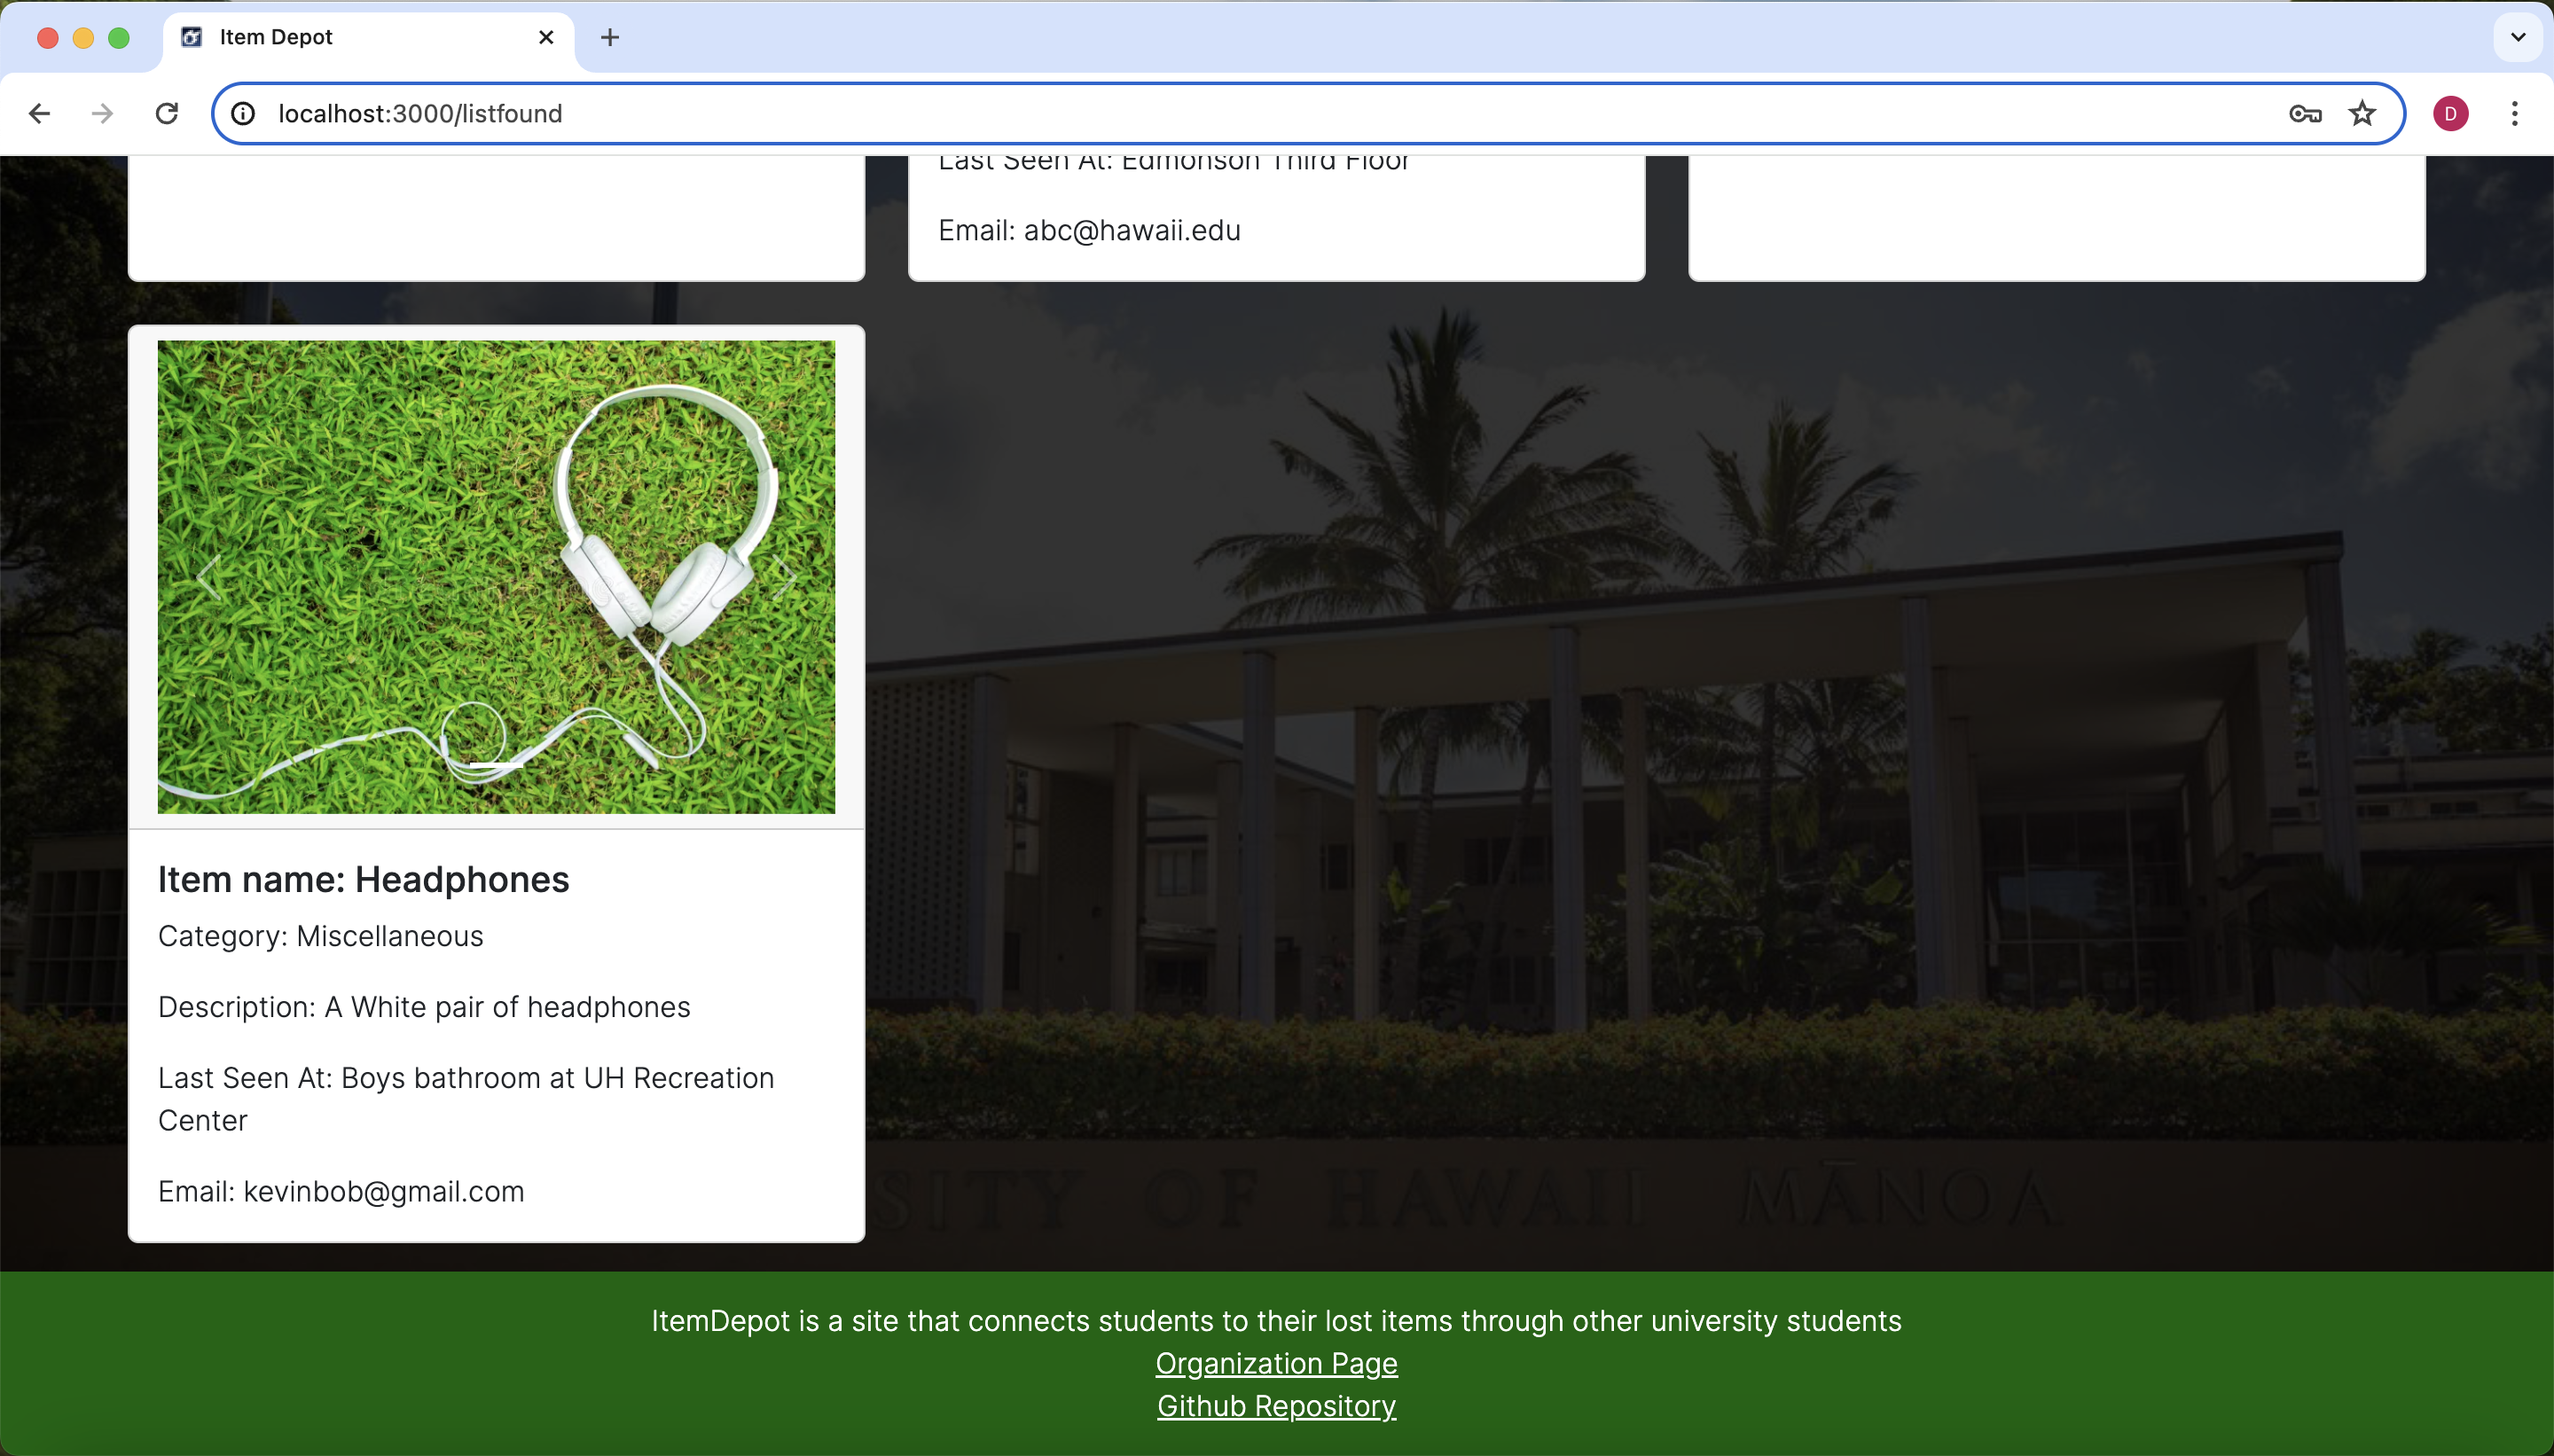 Item Depot
localhost:3000/listfound
D
Last Seen At: Edmonson Third Floor
Email: abc@hawaii.edu
Item name: Headphones
Category: Miscellaneous
Description: A White pair of headphones
Last Seen At: Boys bathroom at UH Recreation
Center
Email: kevinbob@gmail.com
SITY OF HAWAIʻI MĀNOA
ItemDepot is a site that connects students to their lost items through other university students
Organization Page
Github Repository